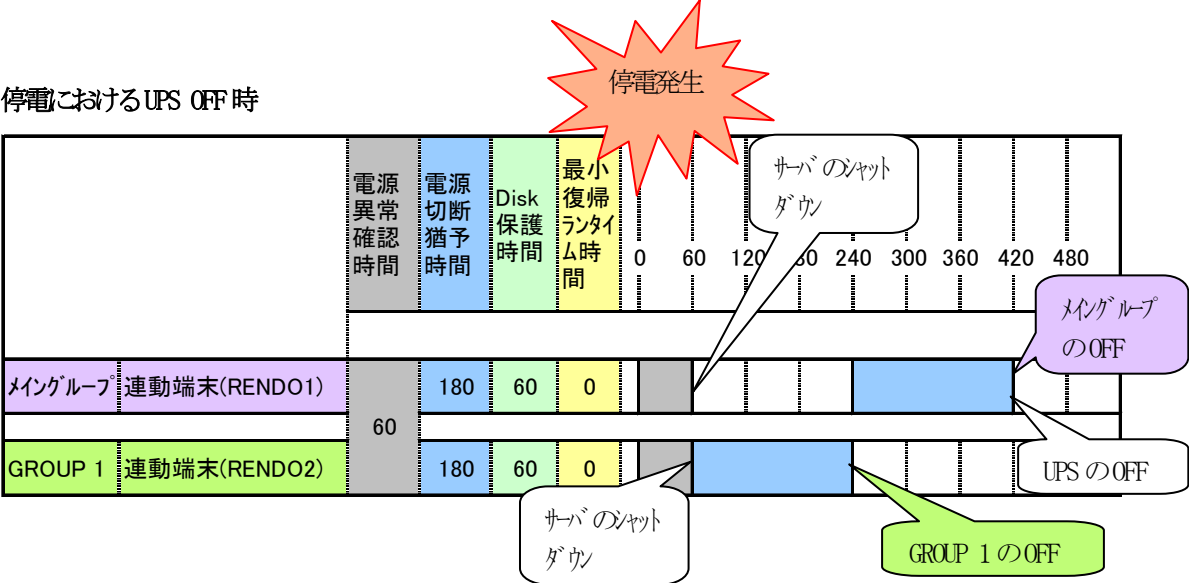 停電発生
停電におけるUPS OFF時
サーバのシャット
ダウン
電源
異常
確認
時間
電源
切断
猶予
時間
Disk
保護
時間
最小
復帰
ランタイ
ム時
間
0 60 120 240 300 360 420 480
メイングループ
のOFF
メイングループ 連動端末(RENDO1) 180 60 0
60
GROUP 1 連動端末(RENDO2) 180 60 0
UPSのOFF
サーバのシャット
ダウン
GROUP 1のOFF